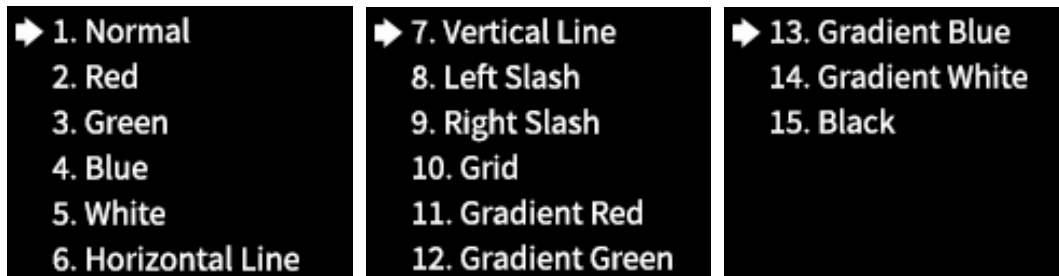 1. Normal
2. Red
3. Green
4. Blue
5. White
6. Horizontal Line
7. Vertical Line
8. Left Slash
9. Right Slash
10. Grid
11. Gradient Red
12. Gradient Green
13. Gradient Blue
14. Gradient White
15. Black